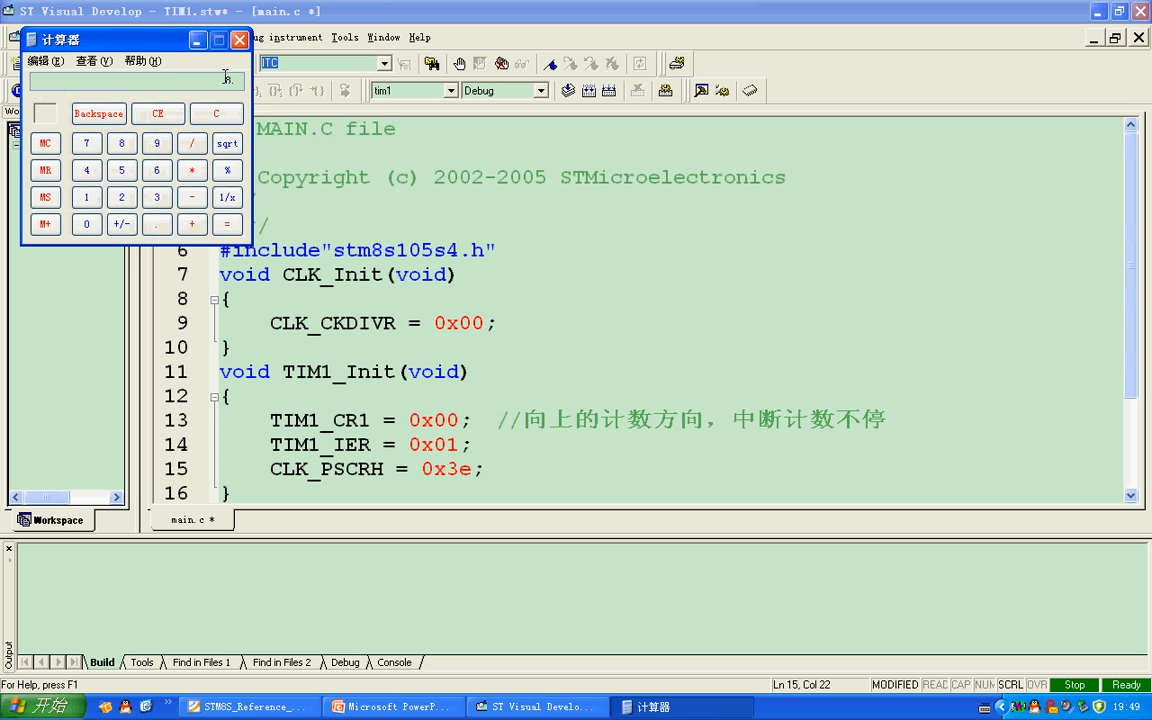 ST Visual Develop - TIM1.stw* - [main.c *]
计算器
instrument Tools Window Help
编辑(E) 查看(V) 帮助(H)
ITC
tim1 Debug
Backspace CE C
MC 7 8 9 / sqrt
MR 4 5 6 * %
MS 1 2 3 - 1/x
M+ 0 +/- . + =
MAIN.C file
Copyright (c) 2002-2005 STMicroelectronics
/
6 #include"stm8s105s4.h"
7 void CLK_Init(void)
8 {
9 CLK_CKDIVR = 0x00;
10 }
11 void TIM1_Init(void)
12 {
13 TIM1_CR1 = 0x00; //向上的计数方向，中断计数不停
14 TIM1_IER = 0x01;
15 CLK_PSCRH = 0x3e;
16 }
Workspace
main.c *
Output
Build Tools Find in Files 1 Find in Files 2 Debug Console
For Help, press F1
Ln 15, Col 22 MODIFIED READ CAP NUM SCRL OVR Stop Ready
开始 STM8S_Reference_... Microsoft PowerP... ST Visual Develo... 计算器 19:49